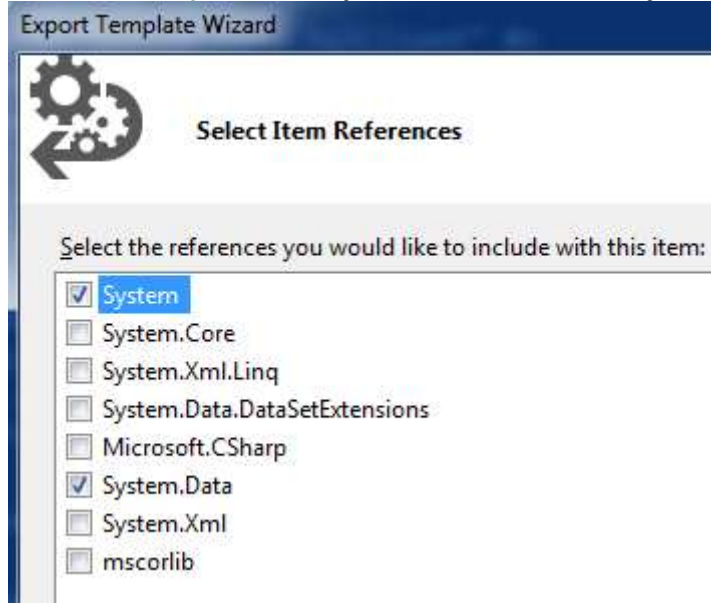 Export Template Wizard
Select Item References
Select the references you would like to include with this item:
System
System.Core
System.Xml.Linq
System.Data.DataSetExtensions
Microsoft.CSharp
System.Data
System.Xml
mscorlib